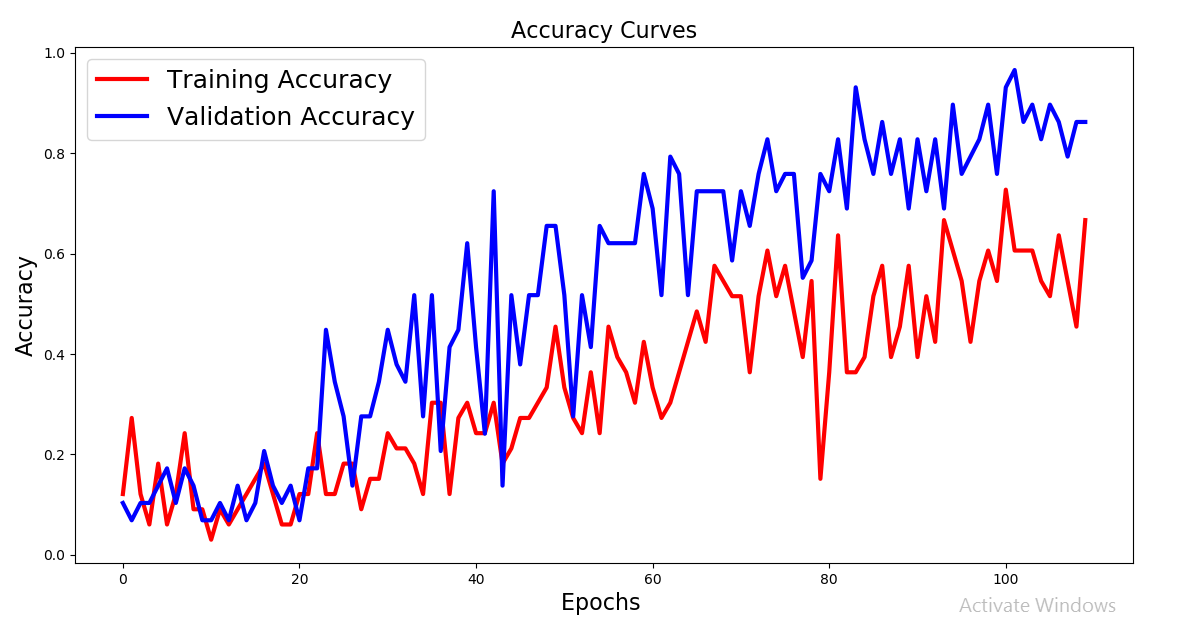 Accuracy Curves
1.0
Training Accuracy
Validation Accuracy
0.8
0.6
Accuracy
0.4
0.2
0.0
0 20 40 60 80 100
Epochs
Activate Windows